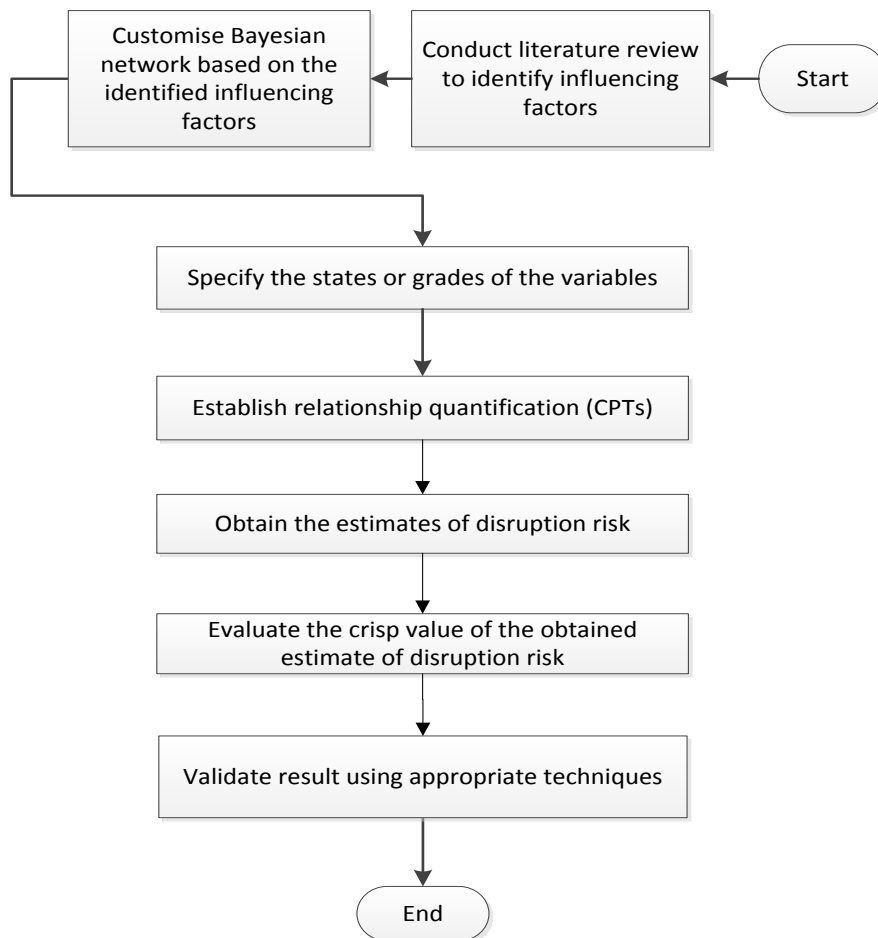 Start
Conduct literature review
to identify influencing
factors
Customise Bayesian
network based on the
identified influencing
factors
Specify the states or grades of the variables
Establish relationship quantification (CPTs)
Obtain the estimates of disruption risk
Evaluate the crisp value of the obtained
estimate of disruption risk
Validate result using appropriate techniques
End